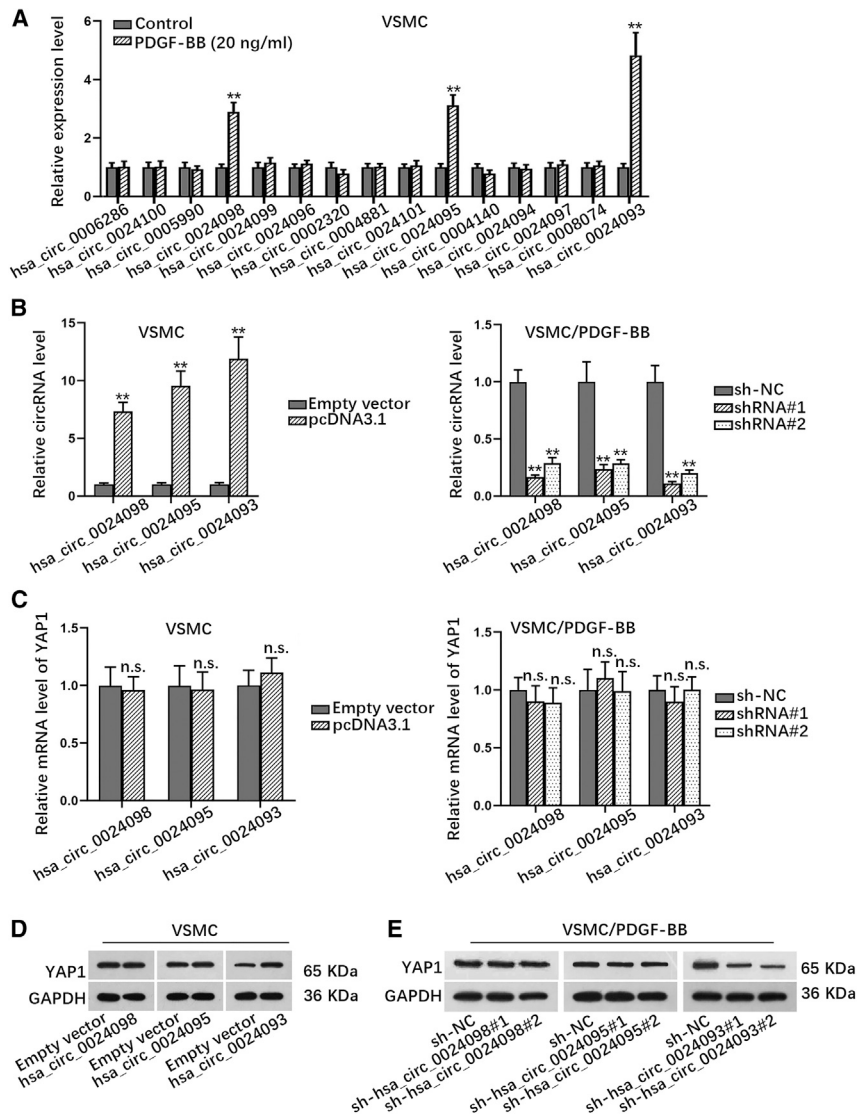 A
VSMC
Control
PDGF-BB (20 ng/ml)
Relative expression level
6
4
2
0
** ** **
hsa_circ_0006286
hsa_circ_0024100
hsa_circ_0005990
hsa_circ_0024098
hsa_circ_0024099
hsa_circ_0024096
hsa_circ_0002320
hsa_circ_0004881
hsa_circ_0024101
hsa_circ_0024095
hsa_circ_0004140
hsa_circ_0024094
hsa_circ_0024097
hsa_circ_0008074
hsa_circ_0024093
B
VSMC
Relative circRNA level
15
10
5
0
** ** **
hsa_circ_0024098
hsa_circ_0024095
hsa_circ_0024093
Empty vector
pcDNA3.1
VSMC/PDGF-BB
Relative circRNA level
1.5
1.0
0.5
0.0
** ** ** ** ** **
hsa_circ_0024098
hsa_circ_0024095
hsa_circ_0024093
sh-NC
shRNA#1
shRNA#2
C
VSMC
Relative mRNA level of YAP1
1.5
1.0
0.5
0.0
n.s. n.s. n.s.
hsa_circ_0024098
hsa_circ_0024095
hsa_circ_0024093
Empty vector
pcDNA3.1
VSMC/PDGF-BB
Relative mRNA level of YAP1
1.5
1.0
0.5
0.0
n.s. n.s. n.s. n.s. n.s. n.s.
hsa_circ_0024098
hsa_circ_0024095
hsa_circ_0024093
sh-NC
shRNA#1
shRNA#2
D
VSMC
YAP1 65 KDa
GAPDH 36 KDa
Empty vector
hsa_circ_0024098
Empty vector
hsa_circ_0024095
Empty vector
hsa_circ_0024093
E
VSMC/PDGF-BB
YAP1 65 KDa
GAPDH 36 KDa
sh-NC
sh-hsa_circ_0024098#1
sh-hsa_circ_0024098#2
sh-NC
sh-hsa_circ_0024095#1
sh-hsa_circ_0024095#2
sh-NC
sh-hsa_circ_0024093#1
sh-hsa_circ_0024093#2